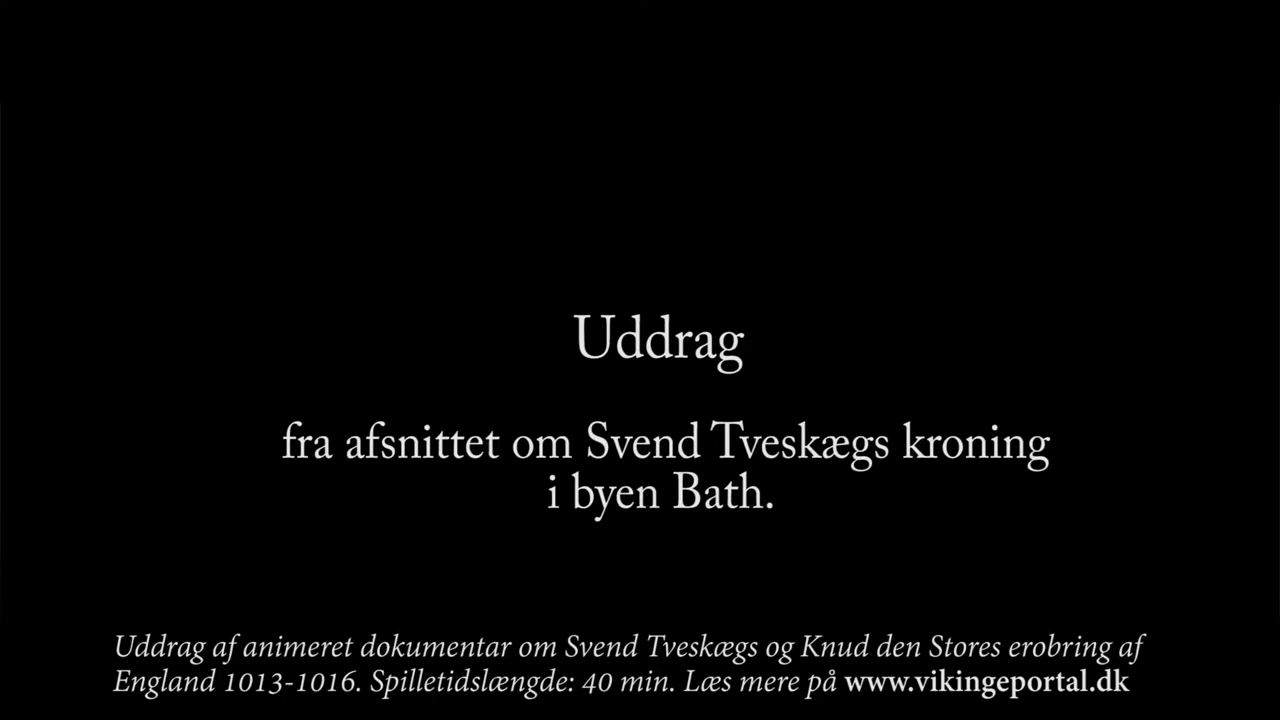 Uddrag
fra afsnittet om Svend Tveskægs kroning
i byen Bath.
Uddrag af animeret dokumentar om Svend Tveskægs og Knud den Stores erobring af
England 1013-1016. Spilletidslængde: 40 min. Læs mere på www.vikingeportal.dk